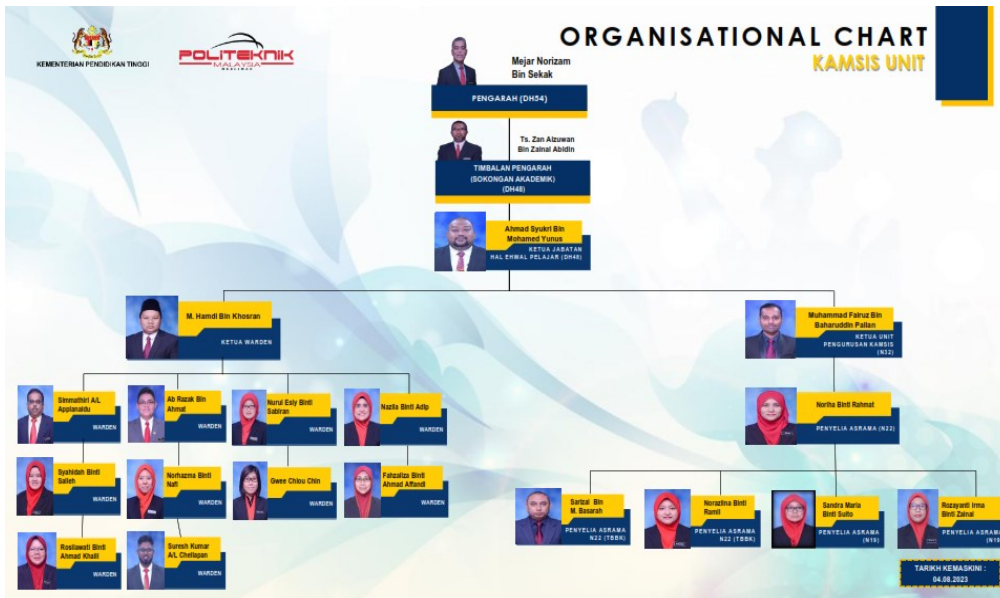 KEMENTERIAN PENDIDIKAN TINGGI
POLITEKNIK
MALAYSIA
ORGANISATIONAL CHART
KAMSIS UNIT
Mejar Norizam
Bin Sekak
PENGARAH (DH54)
Ts. Zan Aizuwan
Bin Zainal Abidin
TIMBALAN PENGARAH
(SOKONGAN AKADEMIK)
(DH48)
Ahmad Syukri Bin
Mohamed Yunus
KETUA JABATAN
HAL EHWAL PELAJAR (DH48)
M. Hamdi Bin Khosran
KETUA WARDEN
Muhammad Fairuz Bin
Baharuddin Pallan
KETUA UNIT
PENGURUSAN KAMSIS
(N32)
Simmathiri A/L
Applanaidu
WARDEN
Ab Razak Bin
Ahmat
WARDEN
Nurul Esly Binti
Sabiran
WARDEN
Nazila Binti Adip
WARDEN
Noriha Binti Rahmat
PENYELIA ASRAMA (N22)
Syahidah Binti
Salleh
WARDEN
Norhazma Binti
Nafi
WARDEN
Gwee Chiou Chin
WARDEN
Fahzaliza Binti
Ahmad Affandi
WARDEN
Sarizal Bin
M. Basarah
PENYELIA ASRAMA
N22 (TBBK)
Norazlina Binti
Ramli
PENYELIA ASRAMA
N22 (TBBK)
Sandra Maria
Binti Suito
PENYELIA ASRAMA
(N19)
Rozayanti Irma
Binti Zainal
PENYELIA ASRAMA
(N19
Rosilawati Binti
Ahmad Khalil
WARDEN
Suresh Kumar
A/L Chellapan
WARDEN
TARIKH KEMASKINI :
04.08.2023